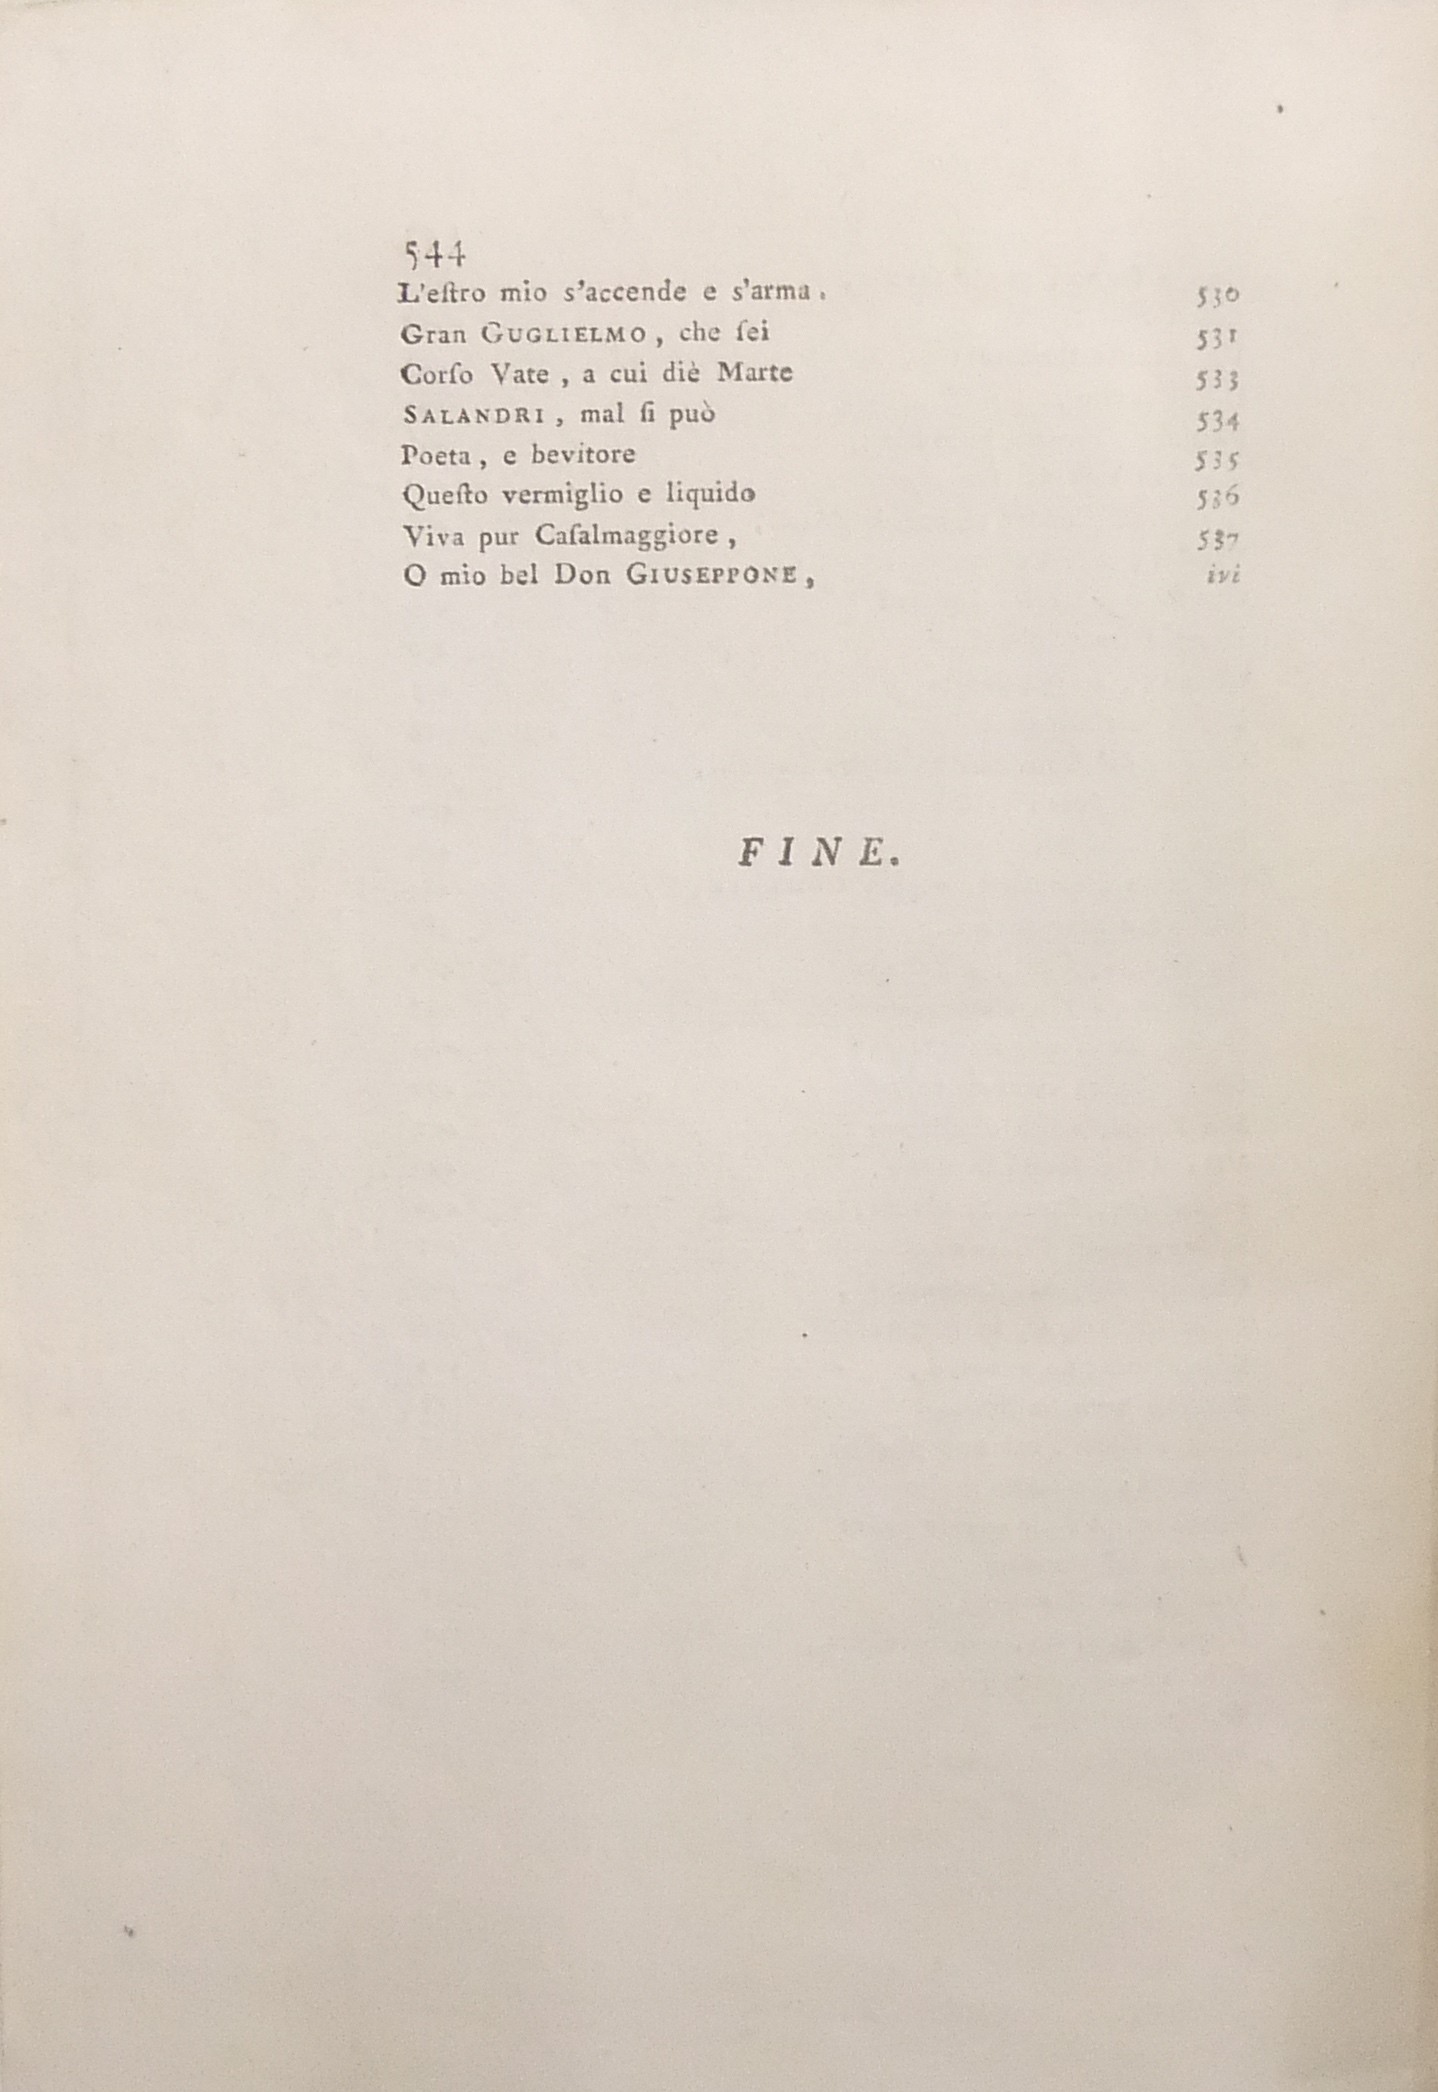 544
L'eſtro mio s'accende e s'arma. 530
Gran GUGLIELMO, che ſei 531
Corſo Vate, a cui diè Marte 533
SALANDRI, mal ſi può 534
Poeta, e bevitore 535
Queſto vermiglio e liquido 536
Viva pur Caſalmaggiore, 537
O mio bel Don GIUSEPPONE, ivi
FINE.